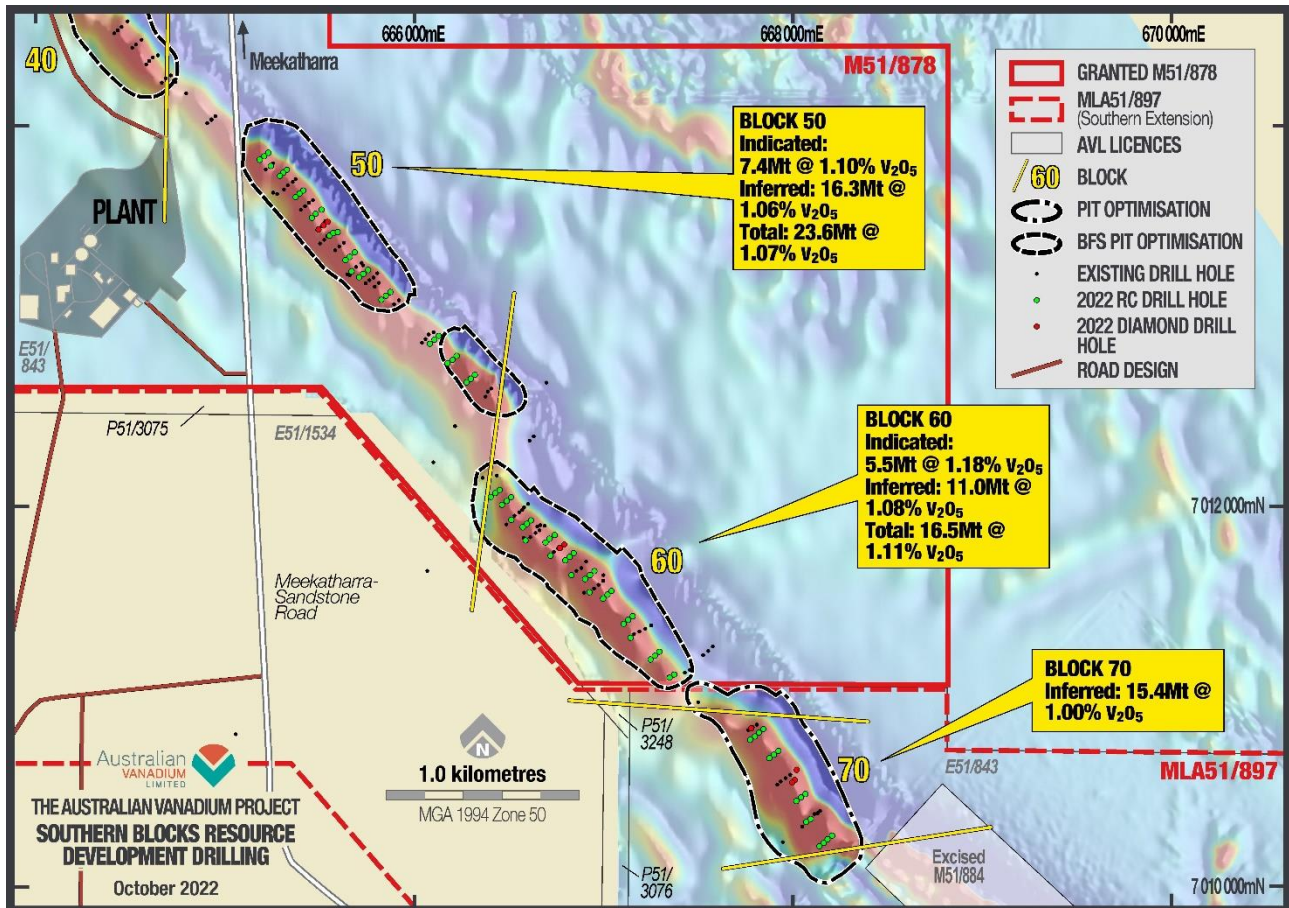 666 000mE
668 000mE
670 000mE
40
Meekatharra
M51/878
GRANTED M51/878
MLA51/897
(Southern Extension)
AVL LICENCES
60 BLOCK
PIT OPTIMISATION
BFS PIT OPTIMISATION
EXISTING DRILL HOLE
2022 RC DRILL HOLE
2022 DIAMOND DRILL
HOLE
ROAD DESIGN
BLOCK 50
Indicated:
7.4Mt @ 1.10% V₂O₅
Inferred: 16.3Mt @
1.06% V₂O₅
Total: 23.6Mt @
1.07% V₂O₅
50
PLANT
E51/
843
P51/3075
E51/1534
BLOCK 60
Indicated:
5.5Mt @ 1.18% V₂O₅
Inferred: 11.0Mt @
1.08% V₂O₅
Total: 16.5Mt @
1.11% V₂O₅
7 012 000mN
60
Meekatharra-
Sandstone
Road
BLOCK 70
Inferred: 15.4Mt @
1.00% V₂O₅
P51/
3248
70
E51/843
MLA51/897
Australian
VANADIUM
LIMITED
N
1.0 kilometres
MGA 1994 Zone 50
THE AUSTRALIAN VANADIUM PROJECT
SOUTHERN BLOCKS RESOURCE
DEVELOPMENT DRILLING
October 2022
P51/
3076
Excised
M51/884
7 010 000mN